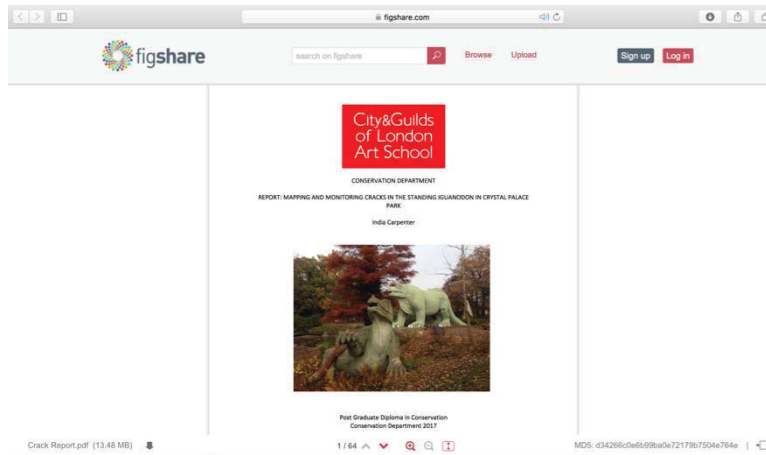 figshare.com
figshare
search on figshare
Browse
Upload
Sign up
Log in
City&Guilds
of London
Art School
CONSERVATION DEPARTMENT
REPORT: MAPPING AND MONITORING CRACKS IN THE STANDING IGUANODON IN CRYSTAL PALACE
PARK
India Carpenter
Post Graduate Diploma in Conservation
Conservation Department 2017
Crack Report.pdf (13.48 MB)
1 / 64
MD5: d34266c0e6b99ba0e72179b7504e764e